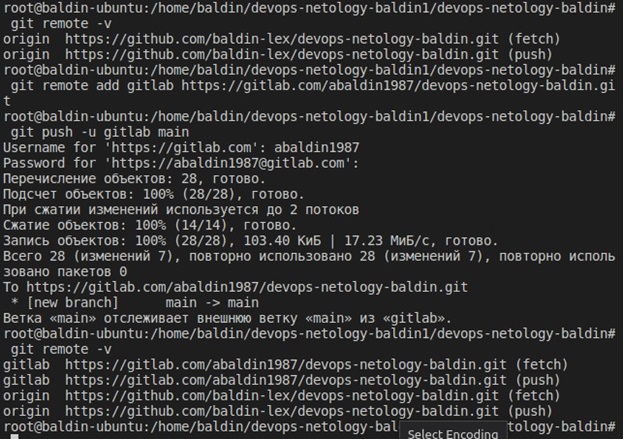 root@baldin-ubuntu:/home/baldin/devops-netology-baldin1/devops-netology-baldin#
git remote -v
origin  https://github.com/baldin-lex/devops-netology-baldin.git (fetch)
origin  https://github.com/baldin-lex/devops-netology-baldin.git (push)
root@baldin-ubuntu:/home/baldin/devops-netology-baldin1/devops-netology-baldin#
git remote add gitlab https://gitlab.com/abaldin1987/devops-netology-baldin.gi
t
root@baldin-ubuntu:/home/baldin/devops-netology-baldin1/devops-netology-baldin#
git push -u gitlab main
Username for 'https://gitlab.com': abaldin1987
Password for 'https://abaldin1987@gitlab.com':
Перечисление объектов: 28, готово.
Подсчет объектов: 100% (28/28), готово.
При сжатии изменений используется до 2 потоков
Сжатие объектов: 100% (14/14), готово.
Запись объектов: 100% (28/28), 103.40 КиБ | 17.23 МиБ/с, готово.
Всего 28 (изменений 7), повторно использовано 28 (изменений 7), повторно исполь
зовано пакетов 0
To https://gitlab.com/abaldin1987/devops-netology-baldin.git
* [new branch]      main -> main
Ветка «main» отслеживает внешнюю ветку «main» из «gitlab».
root@baldin-ubuntu:/home/baldin/devops-netology-baldin1/devops-netology-baldin#
git remote -v
gitlab  https://gitlab.com/abaldin1987/devops-netology-baldin.git (fetch)
gitlab  https://gitlab.com/abaldin1987/devops-netology-baldin.git (push)
origin  https://github.com/baldin-lex/devops-netology-baldin.git (fetch)
origin  https://github.com/baldin-lex/devops-netology-baldin.git (push)
root@baldin-ubuntu:/home/baldin/devops-netology-bal tology-baldin#
Select Encoding